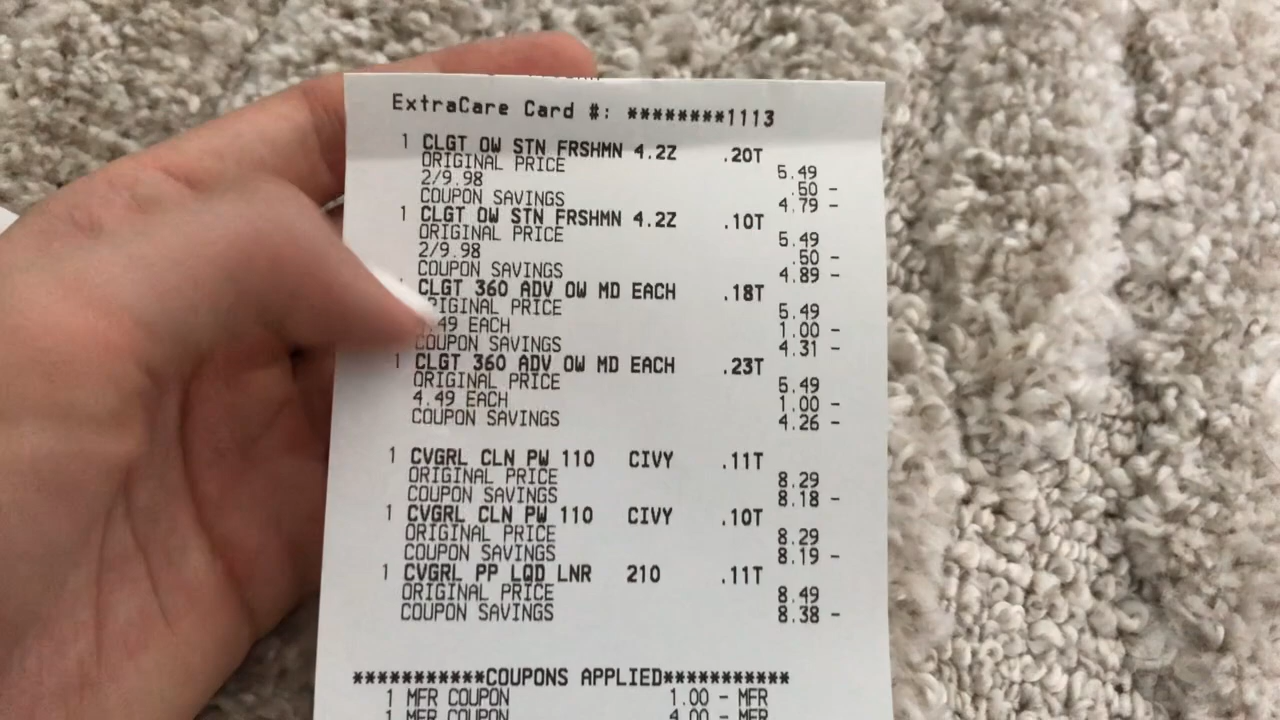 ExtraCare Card #: ********1113
1 CLGT OW STN FRSHMN 4.2Z .20T
ORIGINAL PRICE 5.49
2/9.98 .50 -
COUPON SAVINGS 4.79 -
1 CLGT OW STN FRSHMN 4.2Z .10T
ORIGINAL PRICE 5.49
2/9.98 .50 -
COUPON SAVINGS 4.89 -
CLGT 360 ADV OW MD EACH .18T
RIGINAL PRICE 5.49
.49 EACH 1.00 -
COUPON SAVINGS 4.31 -
1 CLGT 360 ADV OW MD EACH .23T
ORIGINAL PRICE 5.49
4.49 EACH 1.00 -
COUPON SAVINGS 4.26 -
1 CVGRL CLN PW 110 CIVY .11T
ORIGINAL PRICE 8.29
COUPON SAVINGS 8.18 -
1 CVGRL CLN PW 110 CIVY .10T
ORIGINAL PRICE 8.29
COUPON SAVINGS 8.19 -
1 CVGRL PP LQD LNR 210 .11T
ORIGINAL PRICE 8.49
COUPON SAVINGS 8.38 -
***********COUPONS APPLIED***********
1 MFR COUPON 1.00 - MFR
1 MFR COUPON 4.00 - MFR